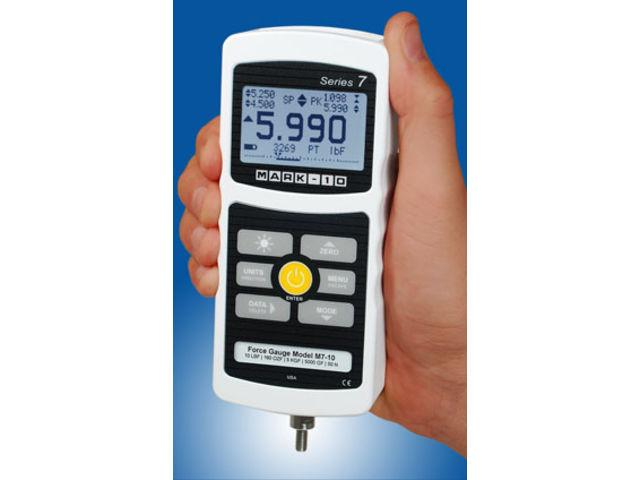 Series 7
5.250 SP PK 1.098
4.500 5.990
5.990
3269 PT lbF
MARK-10
ZERO
UNITS MENU
DIRECTION ESCAPE
ENTER
DATA MODE
DELETE
Force Gauge Model M7-10
10 LBF | 160 OZF | 5 KGF | 5000 GF | 50 N
USA CE